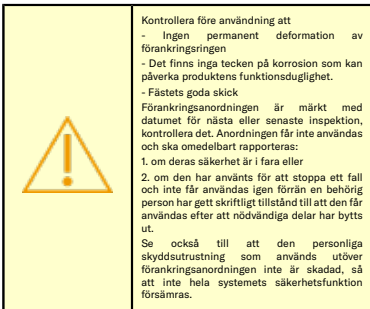 Kontrollera före användning att
- Ingen permanent deformation av
förankringsringen
- Det finns inga tecken på korrosion som kan
påverka produktens funktionsduglighet.
- Fästets goda skick
Förankringsanordningen är märkt med
datumet för nästa eller senaste inspektion,
kontrollera det. Anordningen får inte användas
och ska omedelbart rapporteras:
1. om deras säkerhet är i fara eller
2. om den har använts för att stoppa ett fall
och inte får användas igen förrän en behörig
person har gett skriftligt tillstånd till att den får
användas efter att nödvändiga delar har bytts
ut.
Se också till att den personliga
skyddsutrustning som används utöver
förankringsanordningen inte är skadad, så
att inte hela systemets säkerhetsfunktion
försämras.